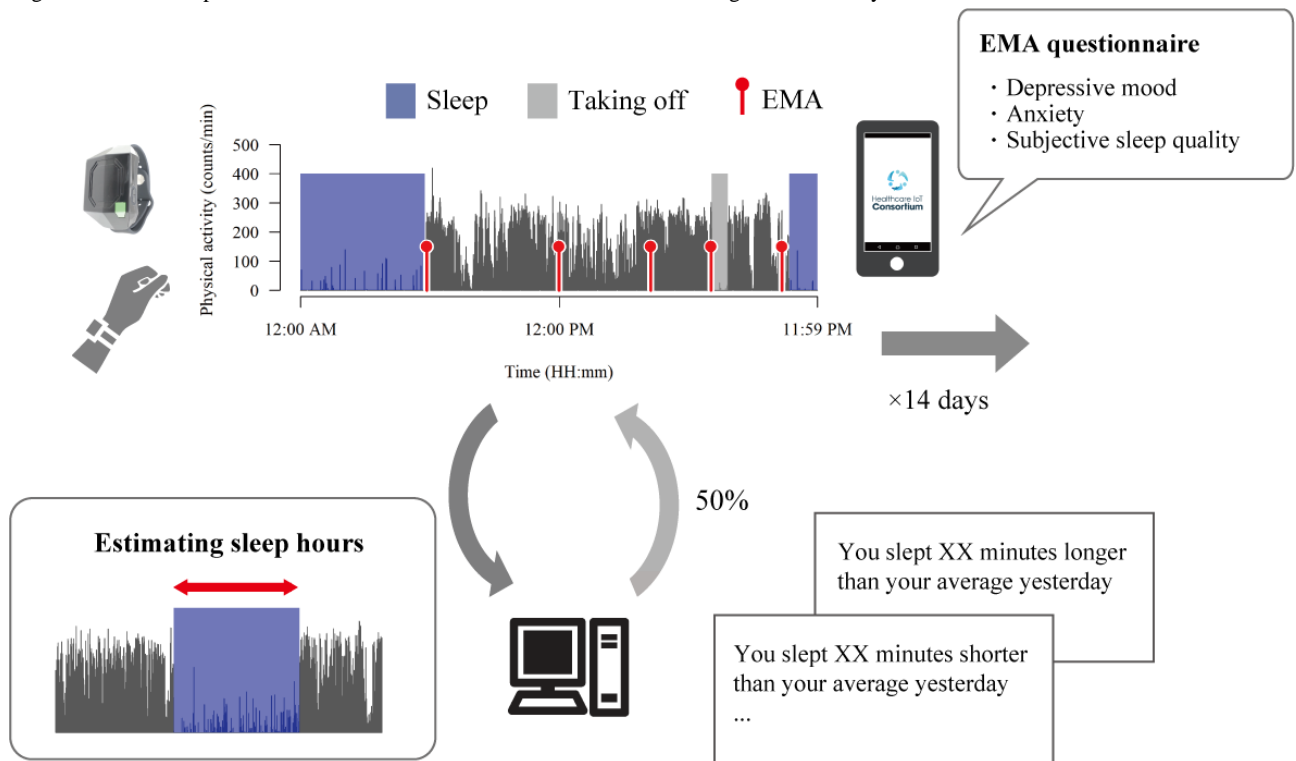 EMA questionnaire
・Depressive mood
・Anxiety
・Subjective sleep quality
Sleep
Taking off
EMA
Physical activity (counts/min)
500
400
300
200
100
0
12:00 AM
12:00 PM
11:59 PM
Time (HH:mm)
Healthcare IoT
Consortium
×14 days
50%
Estimating sleep hours
You slept XX minutes longer
than your average yesterday
You slept XX minutes shorter
than your average yesterday
...